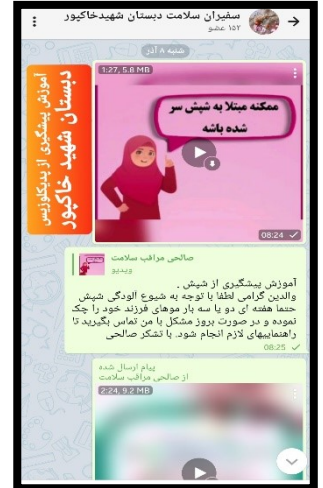 سفیران سلامت دبستان شهیدخاکپور
۱۵۲ عضو
شنبه ۸ آذر
1:27, 5.8 MB
ممکنه مبتلا به شپش سر
شده باشه
08:24
آموزش پیشگیری از پدیکلوزیس
دبستان شهید خاکپور
صالحی مراقب سلامت
ویدیو
آموزش پیشگیری از شپش .
والدین گرامی لطفا با توجه به شیوع آلودگی شپش
حتما هفته ای دو یا سه بار موهای فرزند خود را چک
نموده و در صورت بروز مشکل با من تماس بگیرید تا
راهنماییهای لازم انجام شود. با تشکر صالحی
08:25
پیام ارسال شده
از صالحی مراقب سلامت
2:24, 9.2 MB